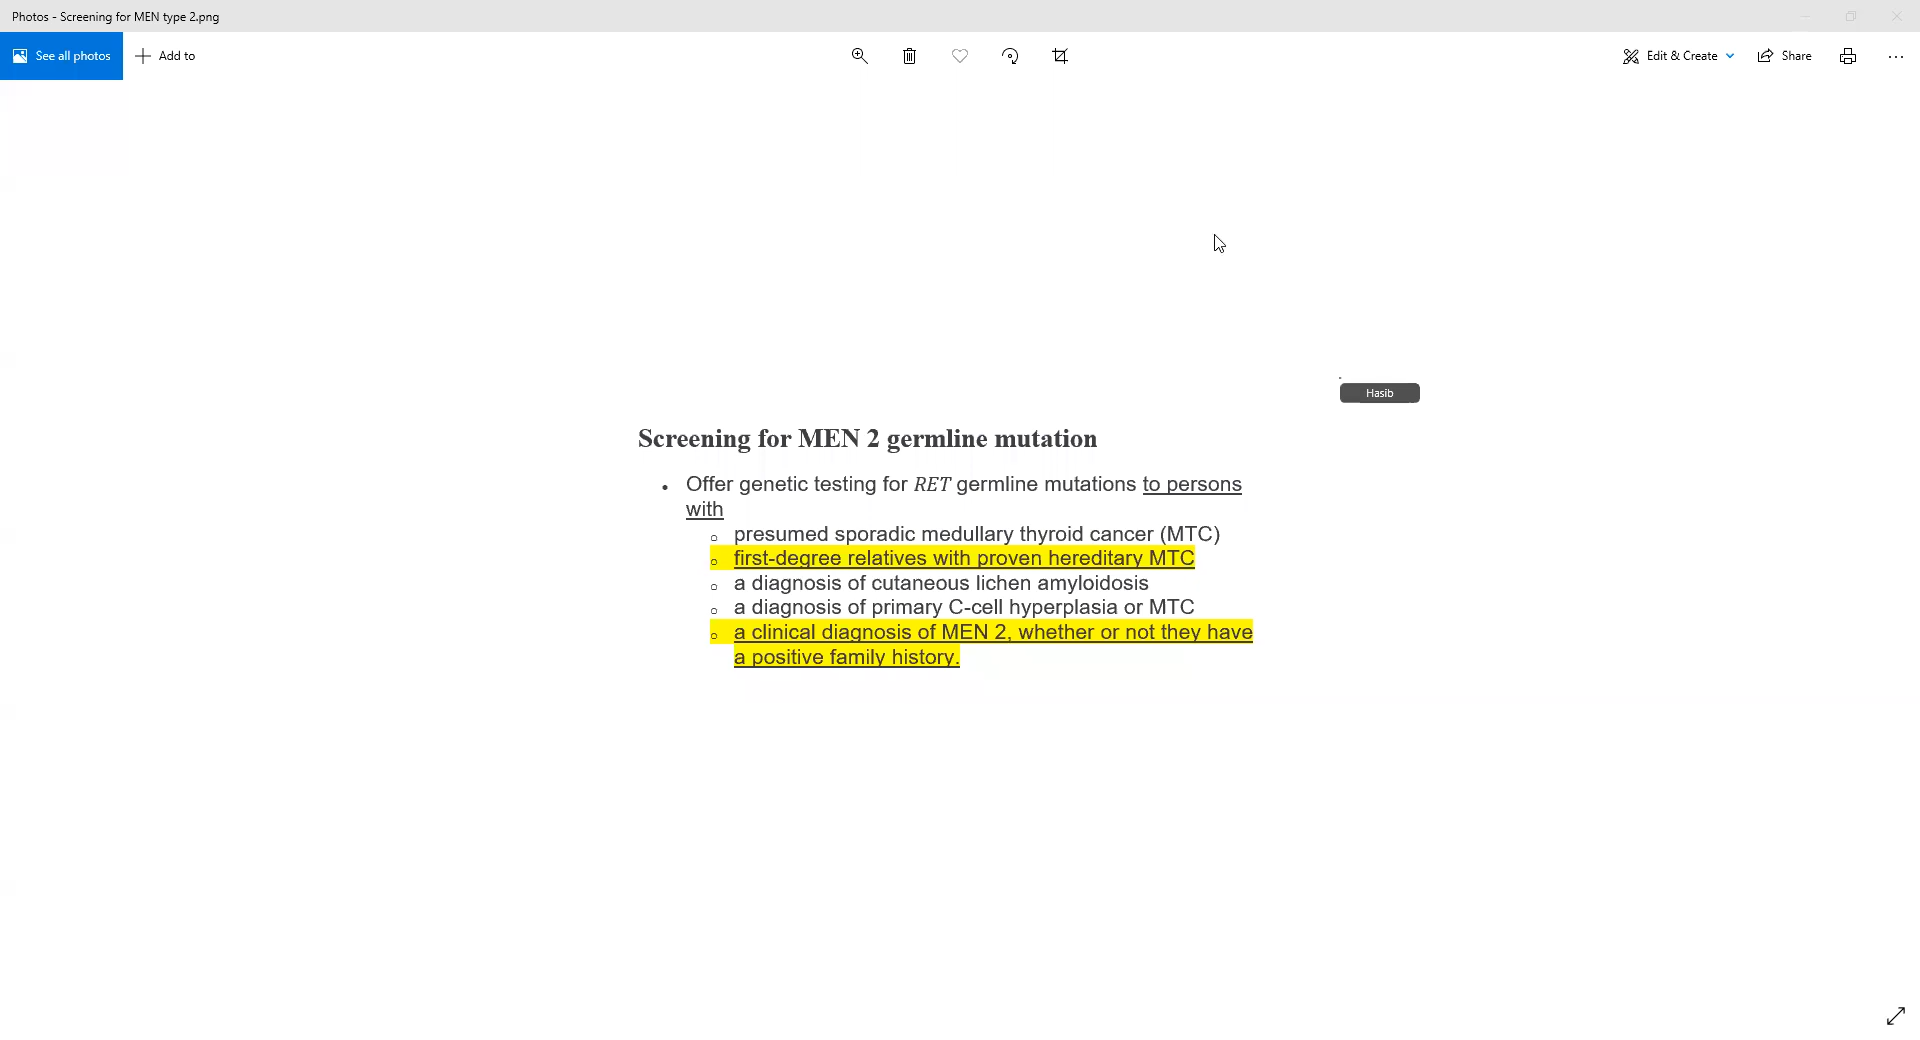 Photos - Screening for MEN type 2.png
See all photos
Add to
Edit & Create
Share
Hasib
Screening for MEN 2 germline mutation
• Offer genetic testing for RET germline mutations to persons
with
o presumed sporadic medullary thyroid cancer (MTC)
o first-degree relatives with proven hereditary MTC
o a diagnosis of cutaneous lichen amyloidosis
o a diagnosis of primary C-cell hyperplasia or MTC
o a clinical diagnosis of MEN 2, whether or not they have
a positive family history.